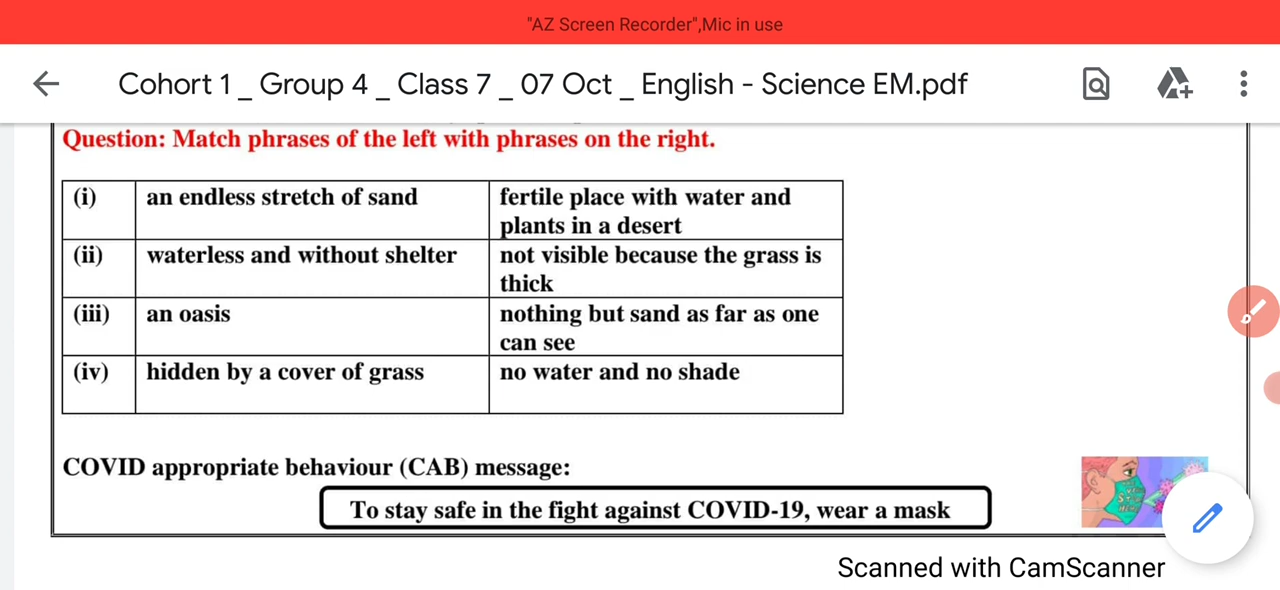 "AZ Screen Recorder",Mic in use
Cohort 1 _ Group 4 _ Class 7 _ 07 Oct _ English - Science EM.pdf
Question: Match phrases of the left with phrases on the right.
(i) an endless stretch of sand fertile place with water and
plants in a desert
(ii) waterless and without shelter not visible because the grass is
thick
(iii) an oasis nothing but sand as far as one
can see
(iv) hidden by a cover of grass no water and no shade
COVID appropriate behaviour (CAB) message:
To stay safe in the fight against COVID-19, wear a mask
Scanned with CamScanner